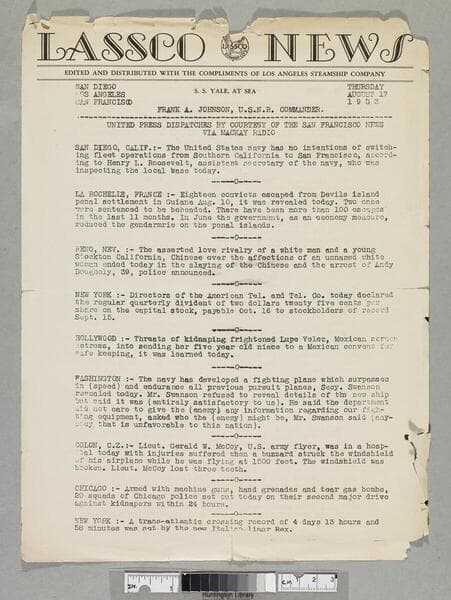 LASSCO NEWS
LASSCO
EDITED AND DISTRIBUTED WITH THE COMPLIMENTS OF LOS ANGELES STEAMSHIP COMPANY
SAN DIEGO THURSDAY
LOS ANGELES S. S. YALE, AT SEA AUGUST 17
SAN FRANCISCO 1933
FRANK A. JOHNSON, U.S.N.R. COMMANDER.
UNITED PRESS DISPATCHES BY COURTESY OF THE SAN FRANCISCO NEWS
VIA MACKAY RADIO
SAN DIEGO, CALIF.:- The United States navy has no intentions of switch-
ing fleet operations from Southern California to San Francisco, accord-
ing to Henry L. Roosevelt, assistent secretary of the navy, who was
inspecting the local base today.
-----O-----
LA ROCHELLE, FRANCE :- Eighteen convicts escaped from Devils island
penal settlement in Guiana Aug. 10, it was revealed today. Two once
were sentenced to be beheaded. There have been more than 100 escapes
in the last 11 months. In June the government, as an economy measure,
reduced the gendarmie on the penal islands.
-----O-----
RENO, NEV. :- The asserted love rivalry of a white man and a young
Stockton California, Chinese over the affections of an unnamed white
woman ended today in the slaying of the Chinese and the arrest of Andy
Dougholy, 39, police announced.
-----O-----
NEW YORK :- Directors of the American Tel. and Tel. Co. today declared
the regular quarterly divident of two dollars twenty five cents per
share on the capital stock, payable Oct. 16 to stockholders of record
Sept. 15.
-----O-----
HOLLYWOOD :- Threats of kidnaping frightened Lupe Velez, Mexican screen
actress, into sending her five year old niece to a Mexican convent for
safe keeping, it was learned today.
-----O-----
WASHINGTON :- The navy has developed a fighting plane which surpasses
in (speed) and endurance all previous pursuit planes, Secy. Swanson
revealed today. Mr. Swanson refused to reveal details of the new ship
but said it was (entirely satisfactory to us). He said the department
did not care to give the (enemy) any information regarding our figh-
ting equipment, asked who the (enemy) might be, Mr. Swanson said (any-
body that is unfavorable to this nation).
-----O-----
COLON, C.Z.:- Lieut. Gerald W. McCoy, U.S. army flyer, was in a hosp-
ital today with injuries suffered when a buzzard struck the windshield
of his airplane while he was flying at 1500 feet. The windshield was
broken. Lieut. McCoy lost three teeth.
-----O-----
CHICAGO :- Armed with machine guns, hand grenades and tear gas bombs,
20 squads of Chicago police set out today on their second major drive
against kidnapers within 24 hours.
-----O-----
NEW YORK :- A trans-atlantic crossing record of 4 days 13 hours and
58 minutes was set by the new Italian liner Rex.
IN. 1 CM 1 2 3
Huntington Library